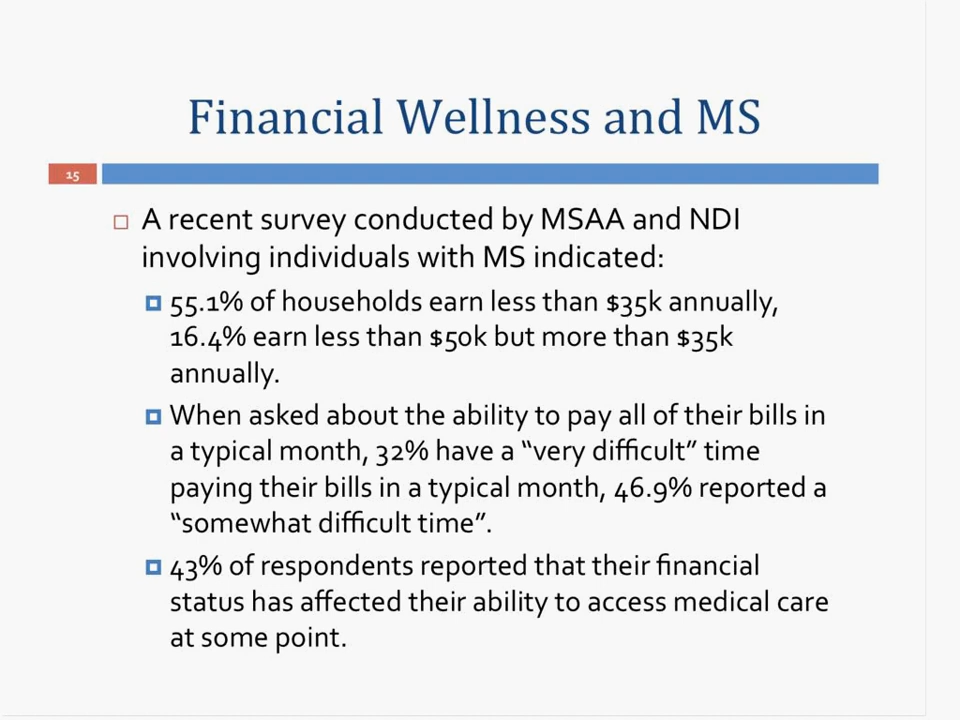 Financial Wellness and MS
15
A recent survey conducted by MSAA and NDI
involving individuals with MS indicated:
55.1% of households earn less than $35k annually,
16.4% earn less than $50k but more than $35k
annually.
When asked about the ability to pay all of their bills in
a typical month, 32% have a “very difficult” time
paying their bills in a typical month, 46.9% reported a
“somewhat difficult time”.
43% of respondents reported that their financial
status has affected their ability to access medical care
at some point.